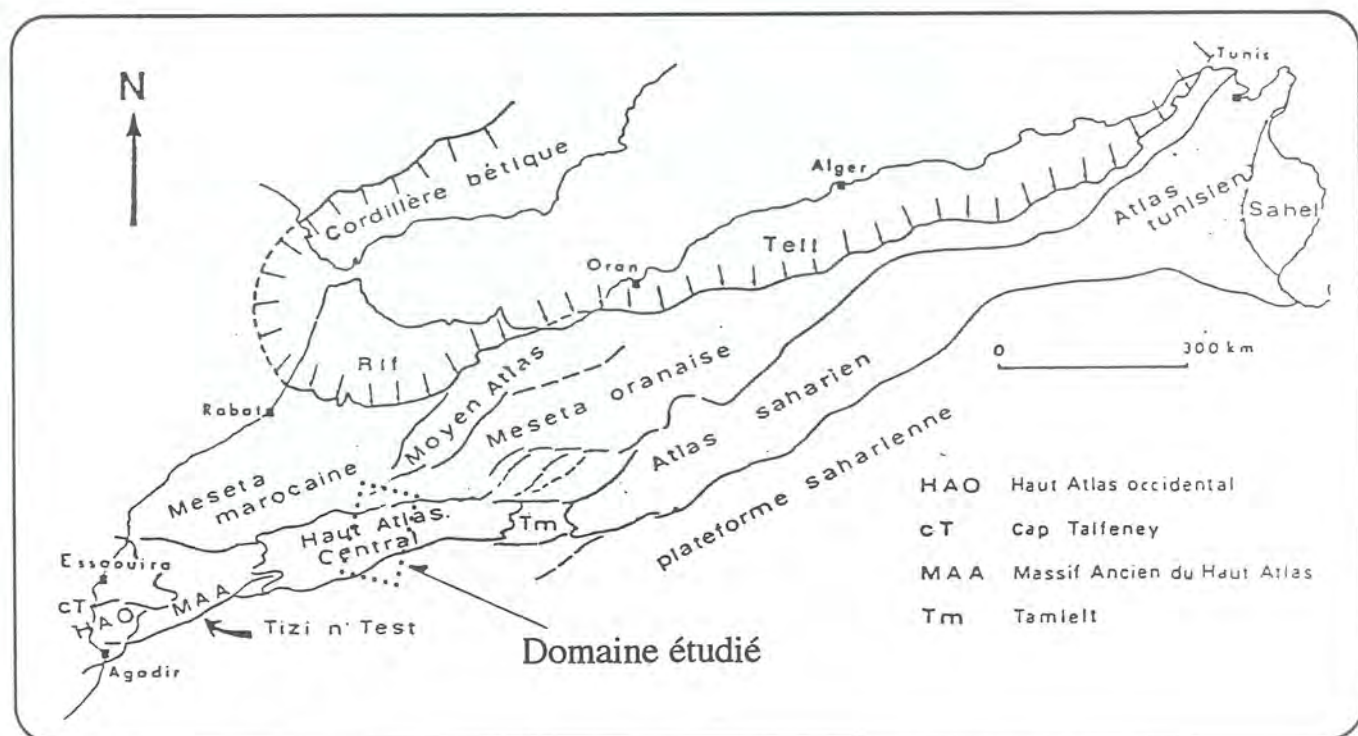 N
Tunis
Cordillère bétique
Alger
Atlas
tunisien
Sahel
Tell
Oran
0 300 km
Rif
Moyen Atlas
Meseta oranaise
Atlas saharien
Rabat
plateforme saharienne
Meseta
marocaine
Haut Atlas.
Central
Tm
Essaouira
cT
HAO
MAA
Tizi n' Test
Agadir
Domaine étudié
HAO Haut Atlas occidental
cT Cap Talfeney
MAA Massif Ancien du Haut Atlas
Tm Tamlelt